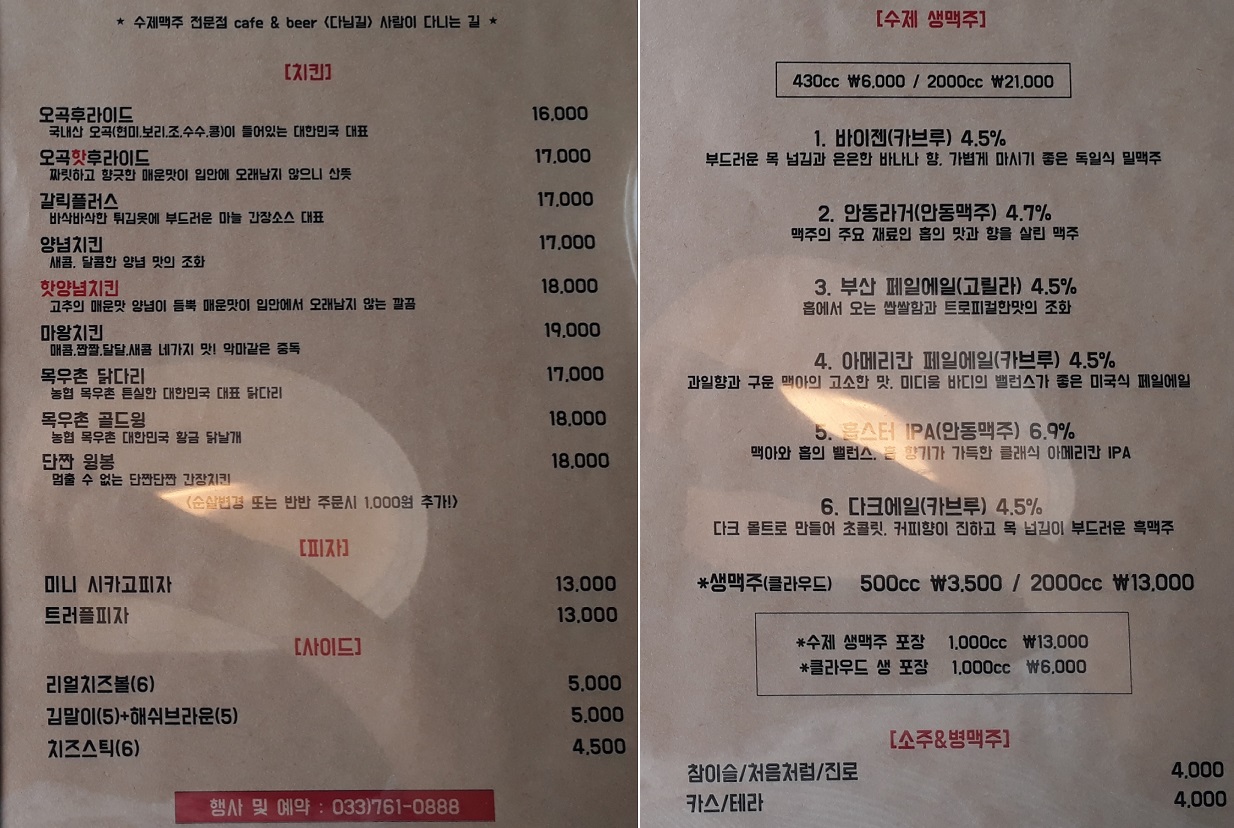 ★ 수제맥주 전문점 cafe & beer <다님길> 사람이 다니는 길 ★
[치킨]
오곡후라이드 16,000
국내산 오곡(현미,보리,조,수수,콩)이 들어있는 대한민국 대표
오곡핫후라이드 17,000
짜릿하고 향긋한 매운맛이 입안에 오래남지 않으니 산뜻
갈릭플러스 17,000
바삭바삭한 튀김옷에 부드러운 마늘 간장소스 대표
양념치킨 17,000
새콤, 달콤한 양념 맛의 조화
핫양념치킨 18,000
고추의 매운맛 양념이 듬뿍 매운맛이 입안에서 오래남지 않는 깔끔
마왕치킨 19,000
매콤,짭짤,달달,새콤 네가지 맛! 악마같은 중독
목우촌 닭다리 17,000
농협 목우촌 튼실한 대한민국 대표 닭다리
목우촌 골드윙 18,000
농협 목우촌 대한민국 황금 닭날개
단짠 윙봉 18,000
멈출 수 없는 단짠단짠 간장치킨
<순살변경 또는 반반 주문시 1,000원 추가!>
[피자]
미니 시카고피자 13,000
트러플피자 13,000
[사이드]
리얼치즈볼(6) 5,000
김말이(5)+해쉬브라운(5) 5,000
치즈스틱(6) 4,500
행사 및 예약 : 033)761-0888
[수제 생맥주]
430cc ₩6,000 / 2000cc ₩21,000
1. 바이젠(카브루) 4.5%
부드러운 목 넘김과 은은한 바나나 향, 가볍게 마시기 좋은 독일식 밀맥주
2. 안동라거(안동맥주) 4.7%
맥주의 주요 재료인 홉의 맛과 향을 살린 맥주
3. 부산 페일에일(고릴라) 4.5%
홉에서 오는 쌉쌀함과 트로피컬한맛의 조화
4. 아메리칸 페일에일(카브루) 4.5%
과일향과 구운 맥아의 고소한 맛, 미디움 바디의 밸런스가 좋은 미국식 페일에일
5. 홉스터 IPA(안동맥주) 6.9%
맥아와 홉의 밸런스, 홉 향기가 가득한 클래식 아메리칸 IPA
6. 다크에일(카브루) 4.5%
다크 몰트로 만들어 초콜릿, 커피향이 진하고 목 넘김이 부드러운 흑맥주
*생맥주(클라우드) 500cc ₩3,500 / 2000cc ₩13,000
*수제 생맥주 포장 1,000cc ₩13,000
*클라우드 생 포장 1,000cc ₩6,000
[소주&병맥주]
참이슬/처음처럼/진로 4,000
카스/테라 4,000